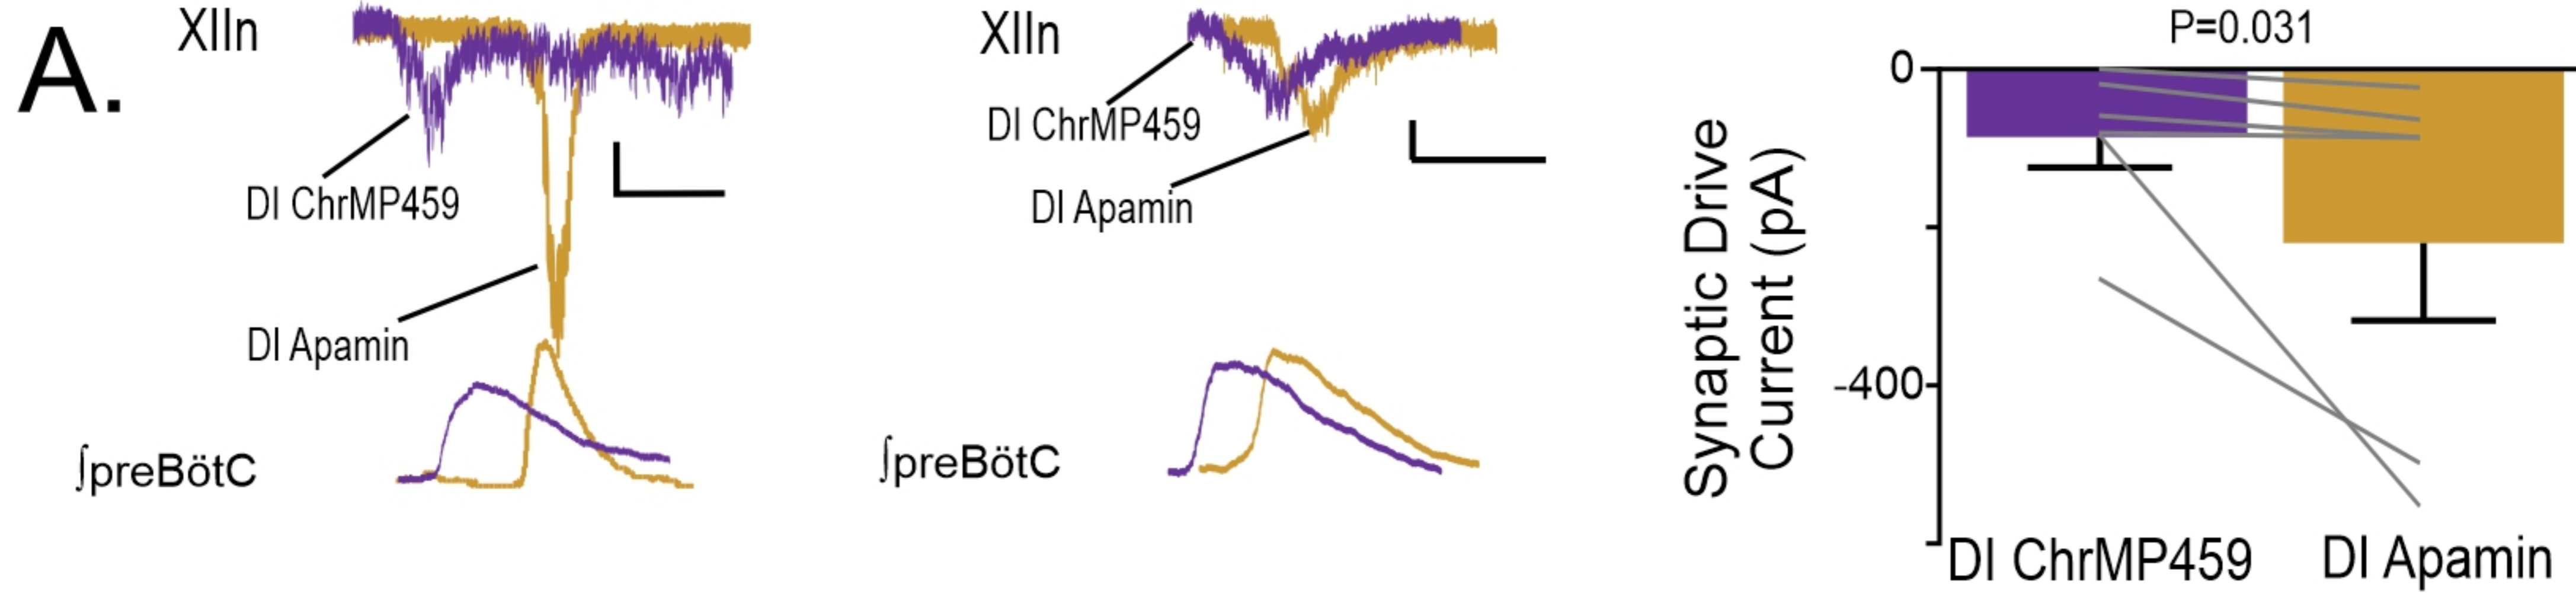 A.
XIIn
DI ChrMP459
DI Apamin
∫preBötC
XIIn
DI ChrMP459
DI Apamin
∫preBötC
P=0.031
Synaptic Drive
Current (pA)
0
-400
DI ChrMP459
DI Apamin